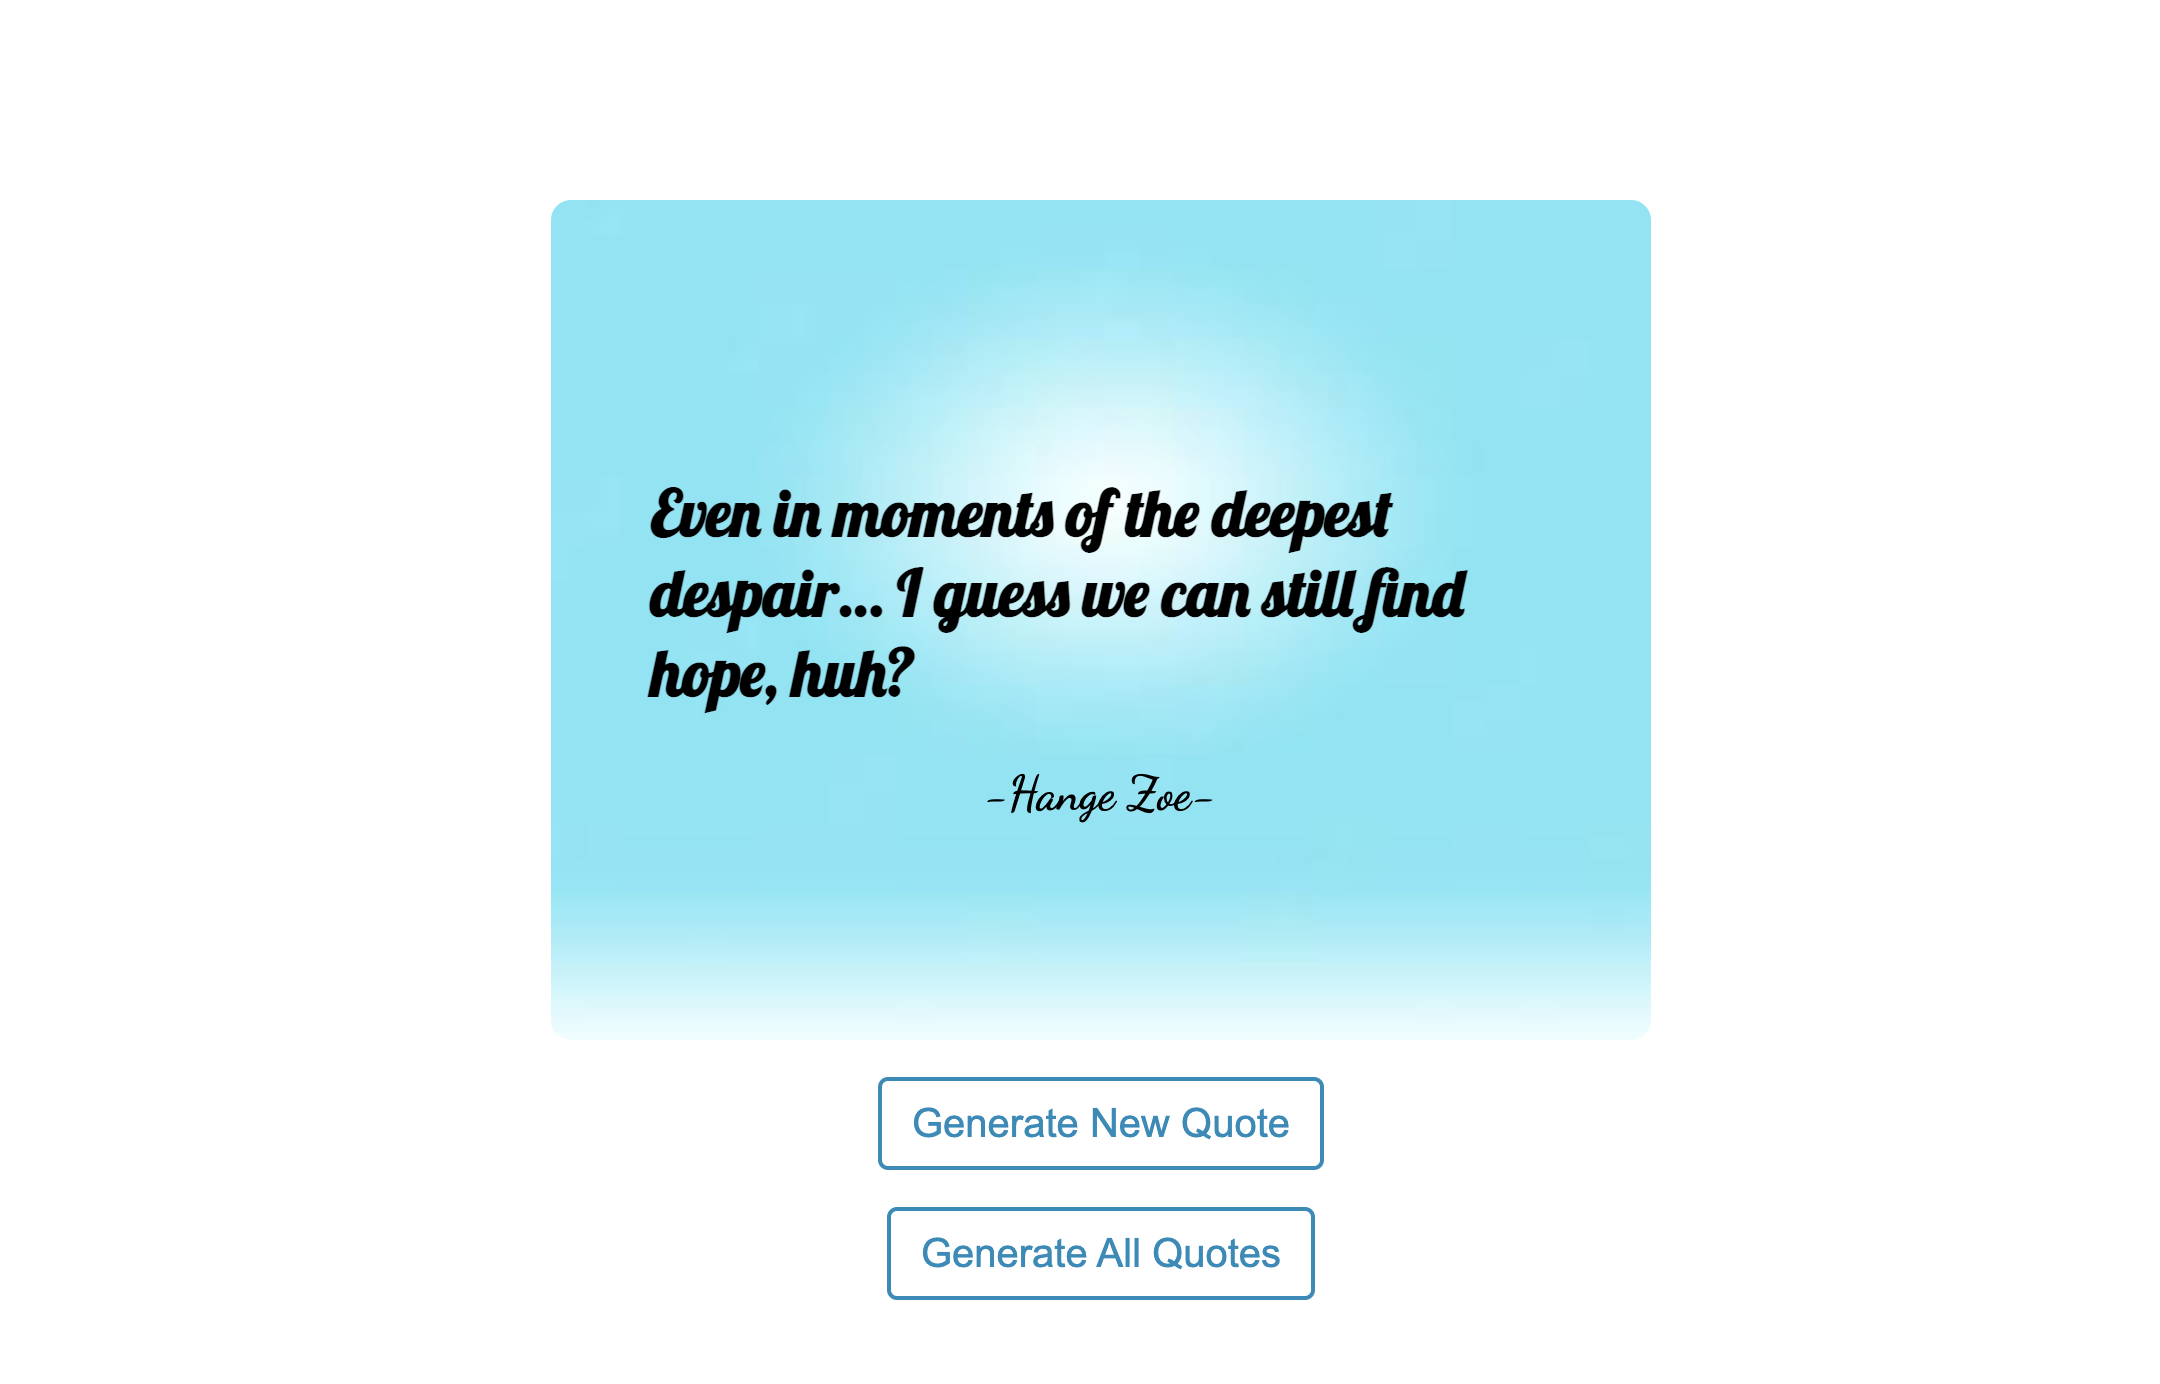 Even in moments of the deepest
despair... I guess we can still find
hope, huh?
-Hange Zoe-
Generate New Quote
Generate All Quotes